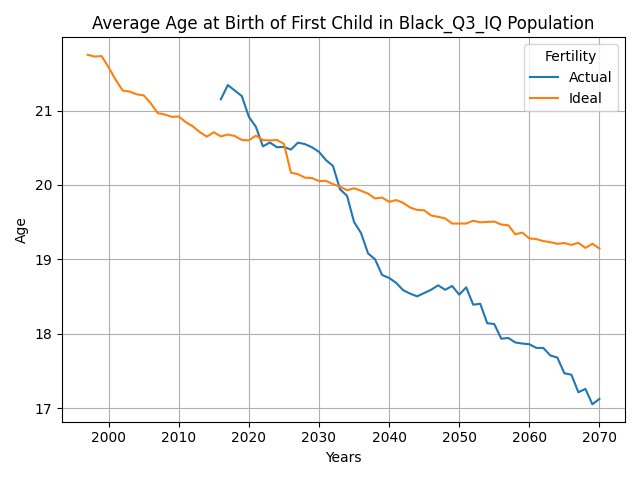 Average Age at Birth of First Child in Black_Q3_IQ Population
Fertility
Actual
Ideal
Age
21
20
19
18
17
2000
2010
2020
2030
2040
2050
2060
2070
Years